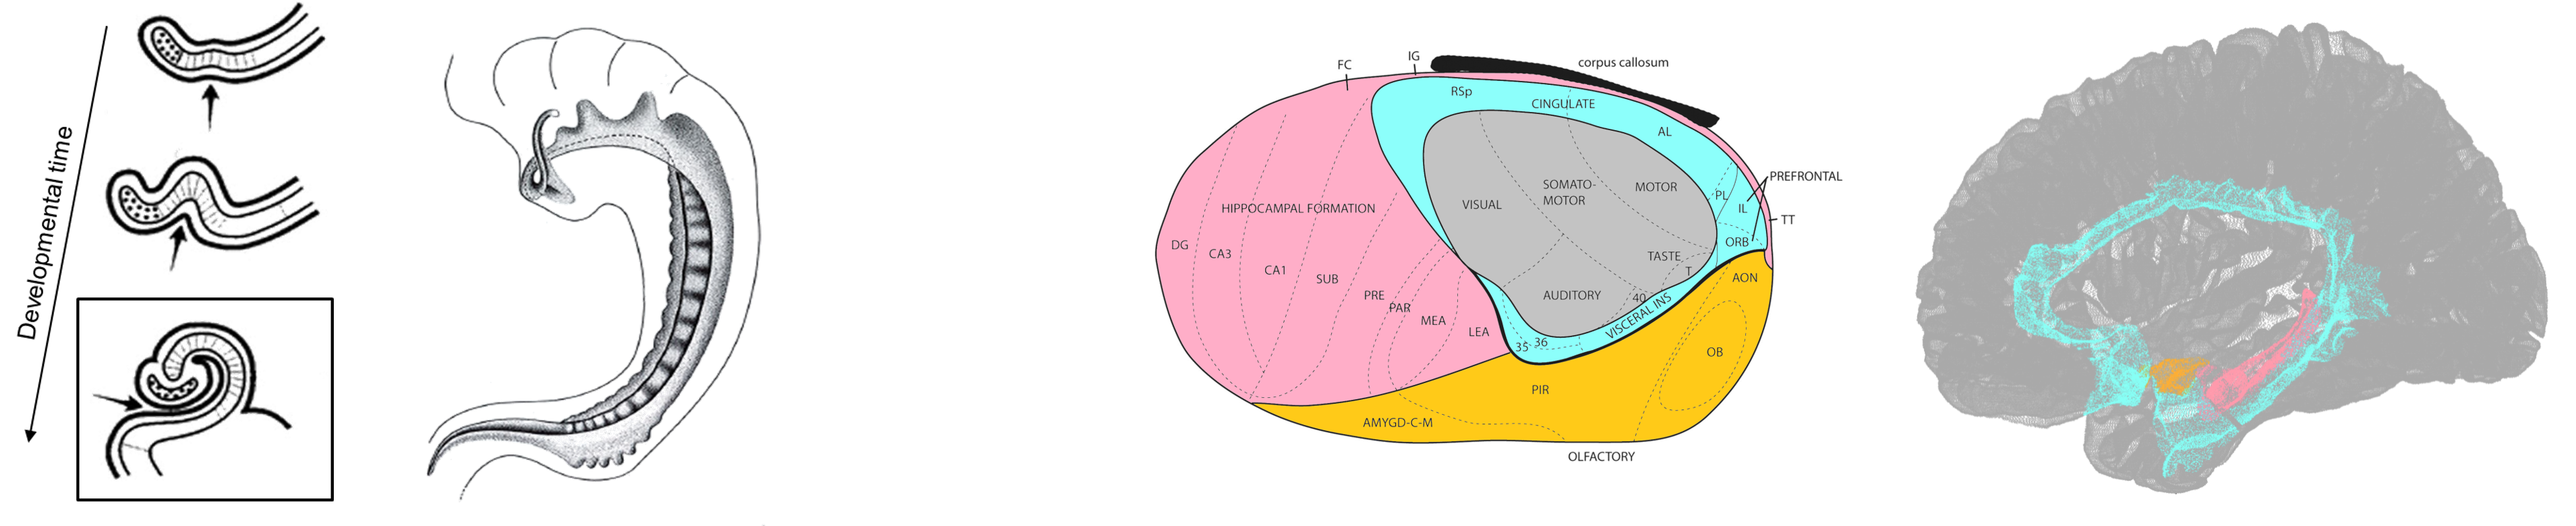 Developmental time
FC
IG
corpus callosum
RSp
CINGULATE
AL
PREFRONTAL
PL
IL
TT
ORB
HIPPOCAMPAL FORMATION
VISUAL
SOMATO-
MOTOR
MOTOR
DG
CA3
CA1
SUB
PRE
PAR
MEA
LEA
TASTE
T
AUDITORY
40
VISCERAL INS
35
36
AON
OB
PIR
AMYGD-C-M
OLFACTORY